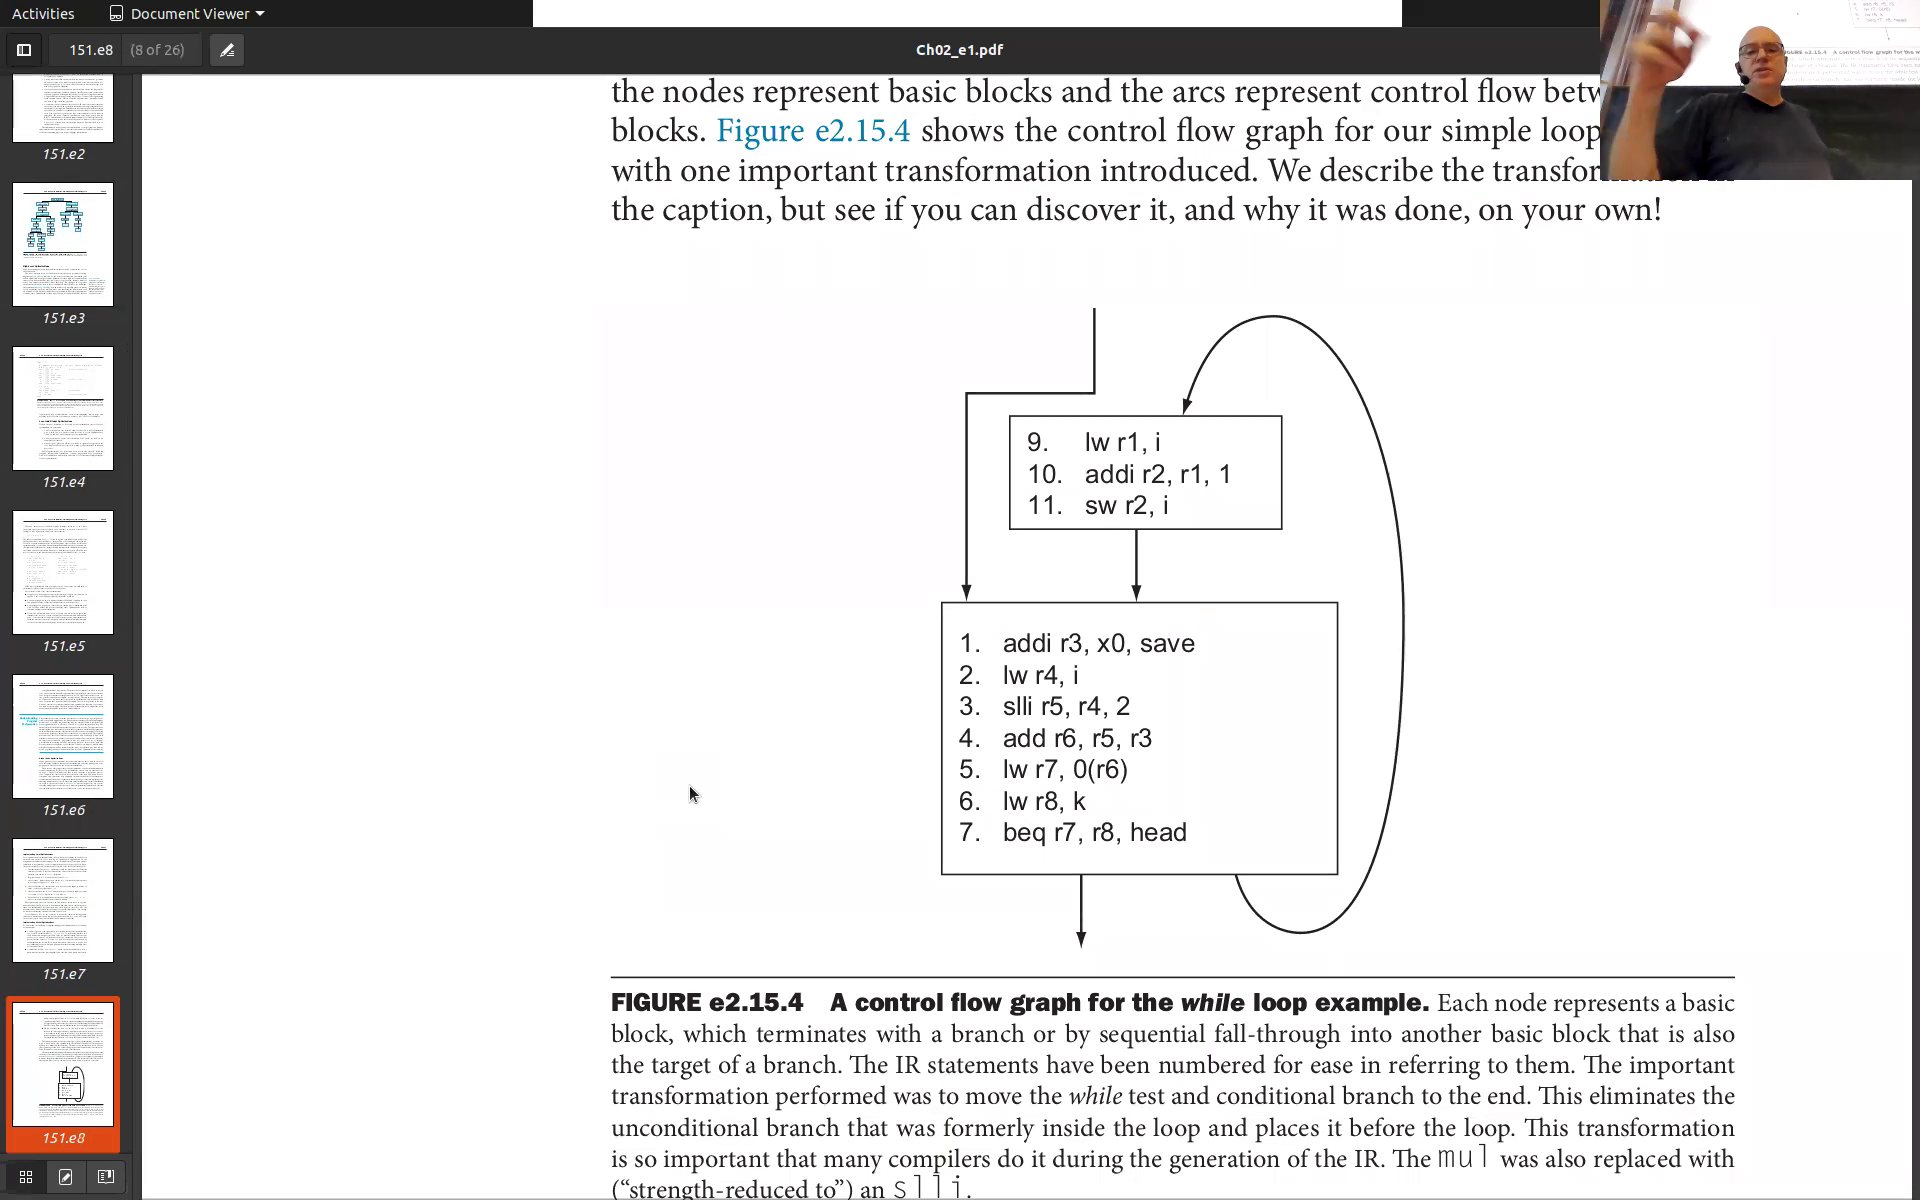 Activities
Document Viewer
151.e8 (8 of 26)
Ch02_e1.pdf
151.e2
151.e3
151.e4
151.e5
151.e6
151.e7
151.e8
the nodes represent basic blocks and the arcs represent control flow
blocks. Figure e2.15.4 shows the control flow graph for our simple loop
with one important transformation introduced. We describe the
the caption, but see if you can discover it, and why it was done, on your own!
9. lw r1, i
10. addi r2, r1, 1
11. sw r2, i
1. addi r3, x0, save
2. lw r4, i
3. slli r5, r4, 2
4. add r6, r5, r3
5. lw r7, 0(r6)
6. lw r8, k
7. beq r7, r8, head
FIGURE e2.15.4 A control flow graph for the while loop example. Each node represents a basic
block, which terminates with a branch or by sequential fall-through into another basic block that is also
the target of a branch. The IR statements have been numbered for ease in referring to them. The important
transformation performed was to move the while test and conditional branch to the end. This eliminates the
unconditional branch that was formerly inside the loop and places it before the loop. This transformation
is so important that many compilers do it during the generation of the IR. The mul was also replaced with
(“strength-reduced to”) an slli.